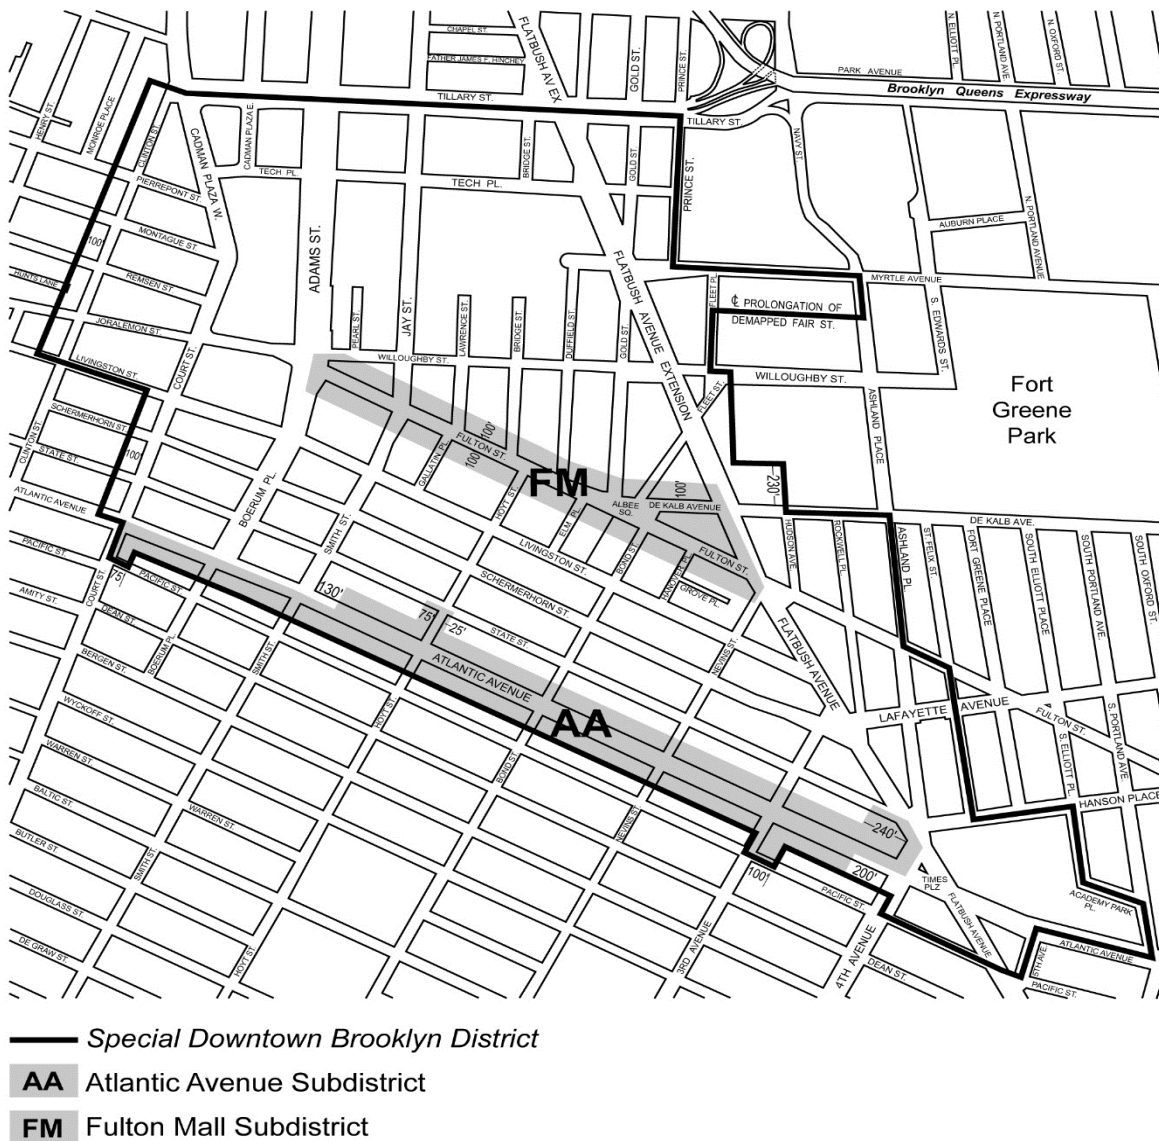 CHAPEL ST.
FATHER JAMES F. HINCHEY
FLATBUSH AV EX
GOLD ST.
PRINCE ST.
N. ELLIOTT PL.
N. PORTLAND AVE.
N. OXFORD ST.
PARK AVENUE
Brooklyn Queens Expressway
TILLARY ST.
TILLARY ST.
HENRY ST.
MONROE PLACE
CLINTON ST.
CADMAN PLAZA W.
CADMAN PLAZA E.
BRIDGE ST.
GOLD ST.
PRINCE ST.
NAVY ST.
TECH PL.
TECH PL.
PIERREPONT ST.
MONTAGUE ST.
100'
REMSEN ST.
HUNTS LANE
JORALEMON ST.
LIVINGSTON ST.
COURT ST.
ADAMS ST.
PEARL ST.
JAY ST.
LAWRENCE ST.
BRIDGE ST.
DUFFIELD ST.
GOLD ST.
FLATBUSH AVENUE EXTENSION
FLEET PL.
AUBURN PLACE
N. PORTLAND AVENUE
MYRTLE AVENUE
℄ PROLONGATION OF
DEMAPPED FAIR ST.
S. EDWARDS ST.
WILLOUGHBY ST.
WILLOUGHBY ST.
FLEET ST.
ASHLAND PLACE
Fort
Greene
Park
SCHERMERHORN ST.
STATE ST.
CLINTON ST.
100'
ATLANTIC AVENUE
BOERUM PL.
SMITH ST.
GALLATIN PL.
FULTON ST.
100'
100'
HOYT ST.
FM
ELM PL.
ALBEE
SQ.
100'
DE KALB AVENUE
230'
DE KALB AVE.
BOND ST.
HANOVER PL.
GROVE PL.
FULTON ST.
HUDSON AVE.
ROCKWELL PL.
ASHLAND PL.
ST. FELIX ST.
FORT GREENE PLACE
SOUTH ELLIOTT PLACE
SOUTH PORTLAND AVE.
SOUTH OXFORD ST.
LIVINGSTON ST.
SCHERMERHORN ST.
STATE ST.
PACIFIC ST.
AMITY ST.
COURT ST.
75'
PACIFIC ST.
DEAN ST.
BERGEN ST.
BOERUM PL.
SMITH ST.
130'
75'
25'
ATLANTIC AVENUE
AA
HOYT ST.
BOND ST.
NEVINS ST.
FLATBUSH AVENUE
LAFAYETTE AVENUE
FULTON ST.
S. ELLIOTT PL.
S. PORTLAND AVE.
HANSON PLACE
WYCKOFF ST.
WARREN ST.
BALTIC ST.
BUTLER ST.
WARREN ST.
SMITH ST.
DOUGLASS ST.
DE GRAW ST.
HOYT ST.
NEVINS ST.
240'
100'
200'
PACIFIC ST.
TIMES
PLZ
FLATBUSH AVENUE
ACADEMY PARK
PL.
ATLANTIC AVENUE
5TH AVE
PACIFIC ST.
3RD AVENUE
4TH AVENUE
DEAN ST.
Special Downtown Brooklyn District
AA Atlantic Avenue Subdistrict
FM Fulton Mall Subdistrict